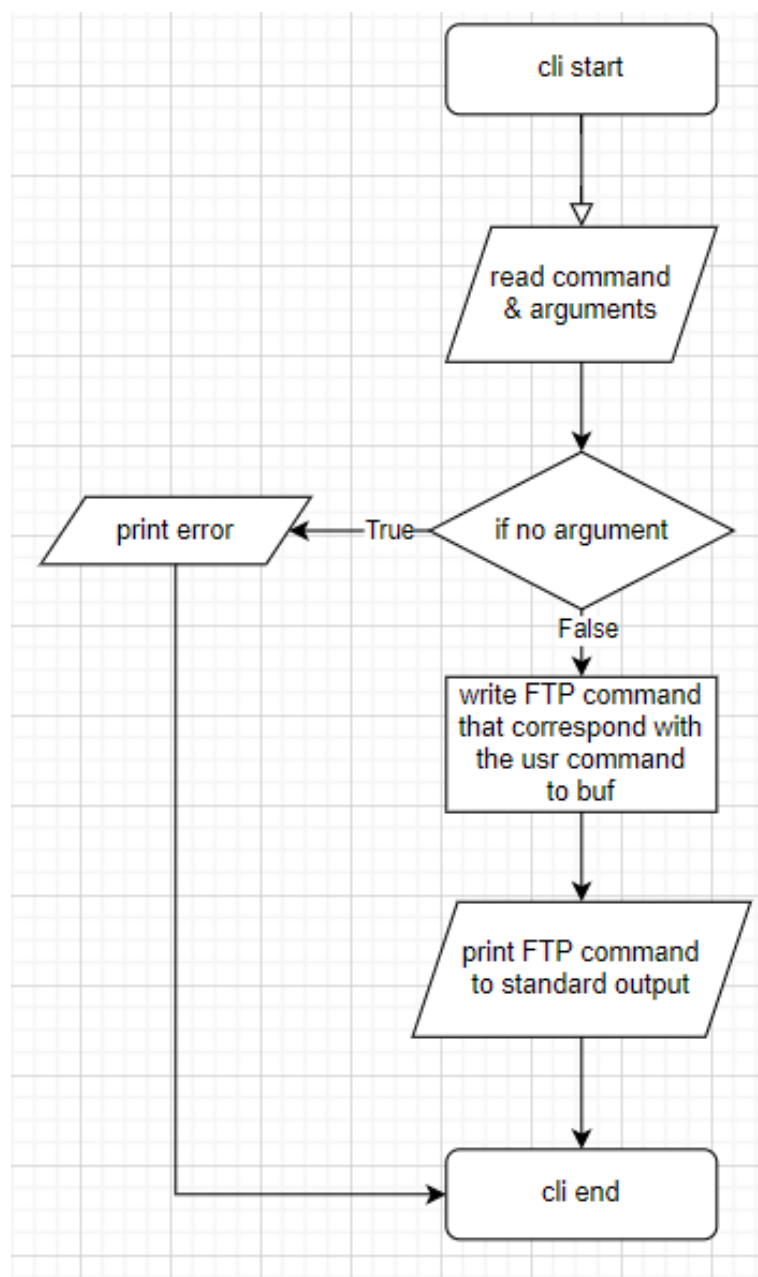 cli start
read command
& arguments
if no argument
True
print error
False
write FTP command
that correspond with
the usr command
to buf
print FTP command
to standard output
cli end